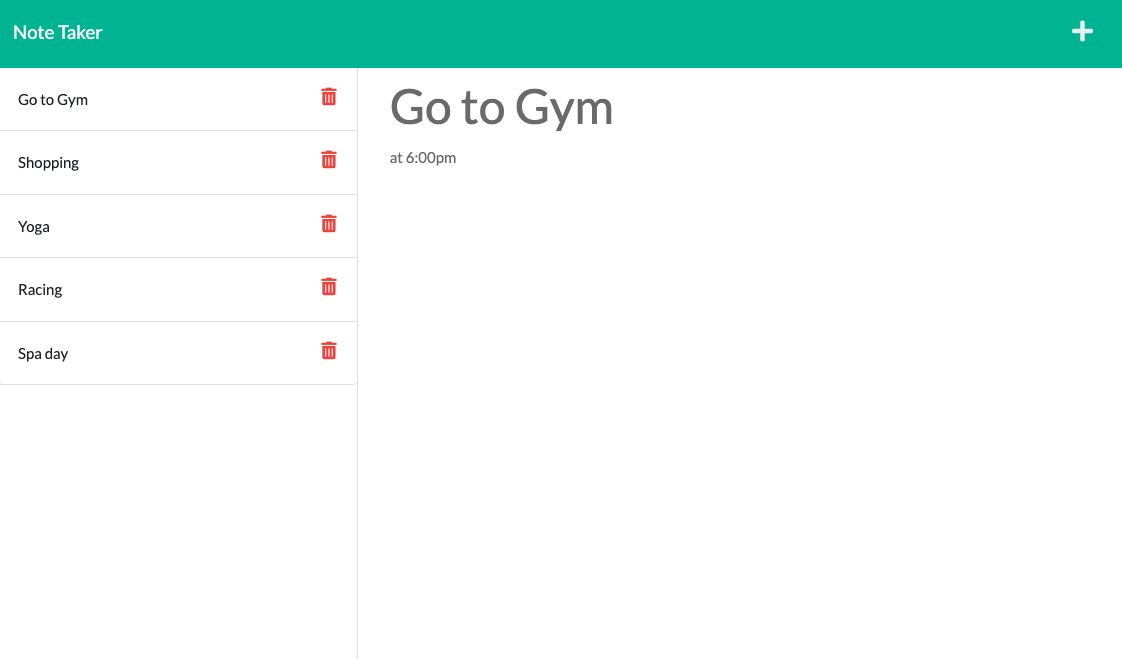 Note Taker
Go to Gym
Shopping
Yoga
Racing
Spa day
Go to Gym
at 6:00pm